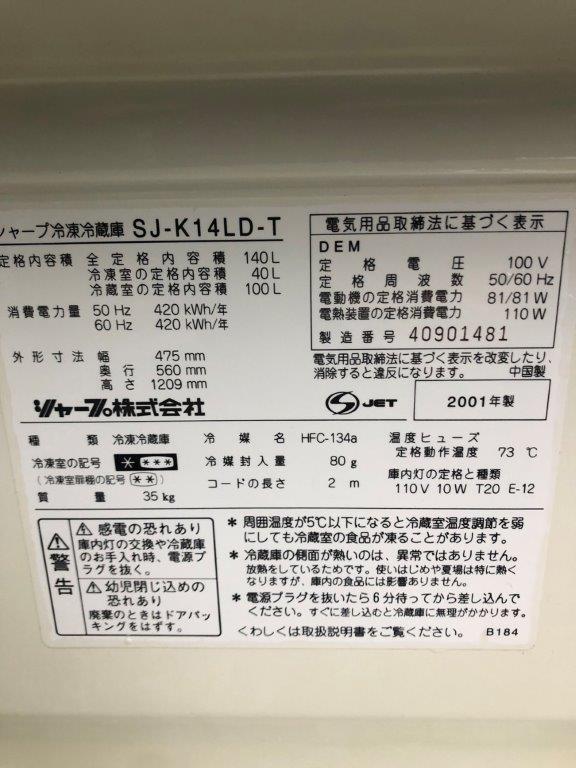 シャープ冷凍冷蔵庫 SJ-K14LD-T
定格内容積 全定格内容積 140L
冷凍室の定格内容積 40L
冷蔵室の定格内容積 100L
消費電力量 50 Hz 420 kWh/年
60 Hz 420 kWh/年
外形寸法 幅 475 mm
奥行 560 mm
高さ 1209 mm
シャープ株式会社
電気用品取締法に基づく表示
DEM
定格電圧 100 V
定格周波数 50/60 Hz
電動機の定格消費電力 81/81 W
電熱装置の定格消費電力 110 W
製造番号 40901481
電気用品取締法に基づく表示を改変したり、
消除すると違反になります。 中国製
JET 2001年製
種類 冷凍冷蔵庫
冷凍室の記号 ****
(冷凍室扉棚の記号 **)
質量 35 kg
冷媒名 HFC-134a
冷媒封入量 80 g
コードの長さ 2 m
温度ヒューズ
定格動作温度 73 ℃
庫内灯の定格と種類
110V 10W T20 E-12
警告
感電の恐れあり
庫内灯の交換や冷蔵庫
のお手入れ時、電源プ
ラグを抜く。
幼児閉じ込めの
恐れあり
廃棄のときはドアパッ
キングをはずす。
* 周囲温度が5℃以下になると冷蔵室温度調節を弱
にしても冷蔵室の食品が凍ることがあります。
* 冷蔵庫の側面が熱いのは、異常ではありません。
放熱をしているためです。使いはじめや夏場は特に熱く
なりますが、庫内の食品には影響ありません。
* 電源プラグを抜いたら6分待ってから差し込んで
ください。すぐに差し込むと冷蔵庫に無理がかかります。
くわしくは取扱説明書をご覧ください。 B184